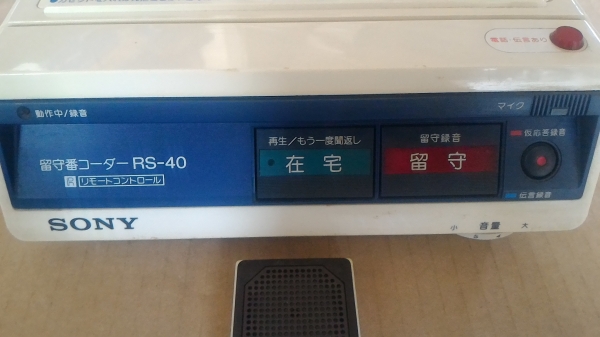 電話・伝言あり
動作中/録音
マイク
再生/もう一度聞返し
留守録音
仮応答録音
留守番コーダー RS-40
在宅
留守
リモートコントロール
伝言録音
SONY
小 音量 大